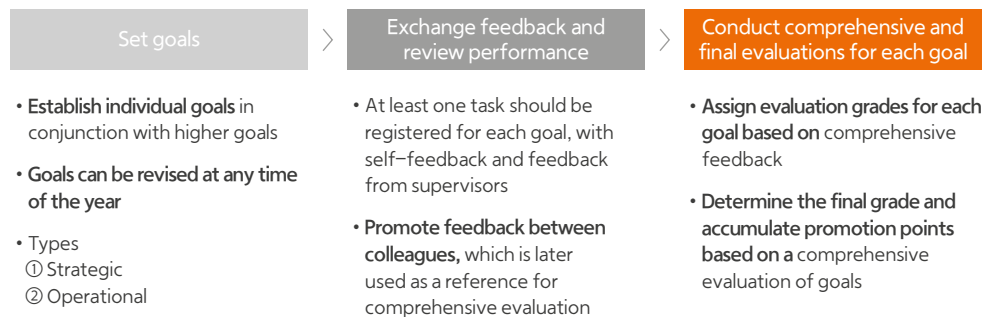 Set goals
• Establish individual goals in
conjunction with higher goals
• Goals can be revised at any time
of the year
• Types
① Strategic
② Operational
Exchange feedback and
review performance
• At least one task should be
registered for each goal, with
self-feedback and feedback
from supervisors
• Promote feedback between
colleagues, which is later
used as a reference for
comprehensive evaluation
Conduct comprehensive and
final evaluations for each goal
• Assign evaluation grades for each
goal based on comprehensive
feedback
• Determine the final grade and
accumulate promotion points
based on a comprehensive
evaluation of goals